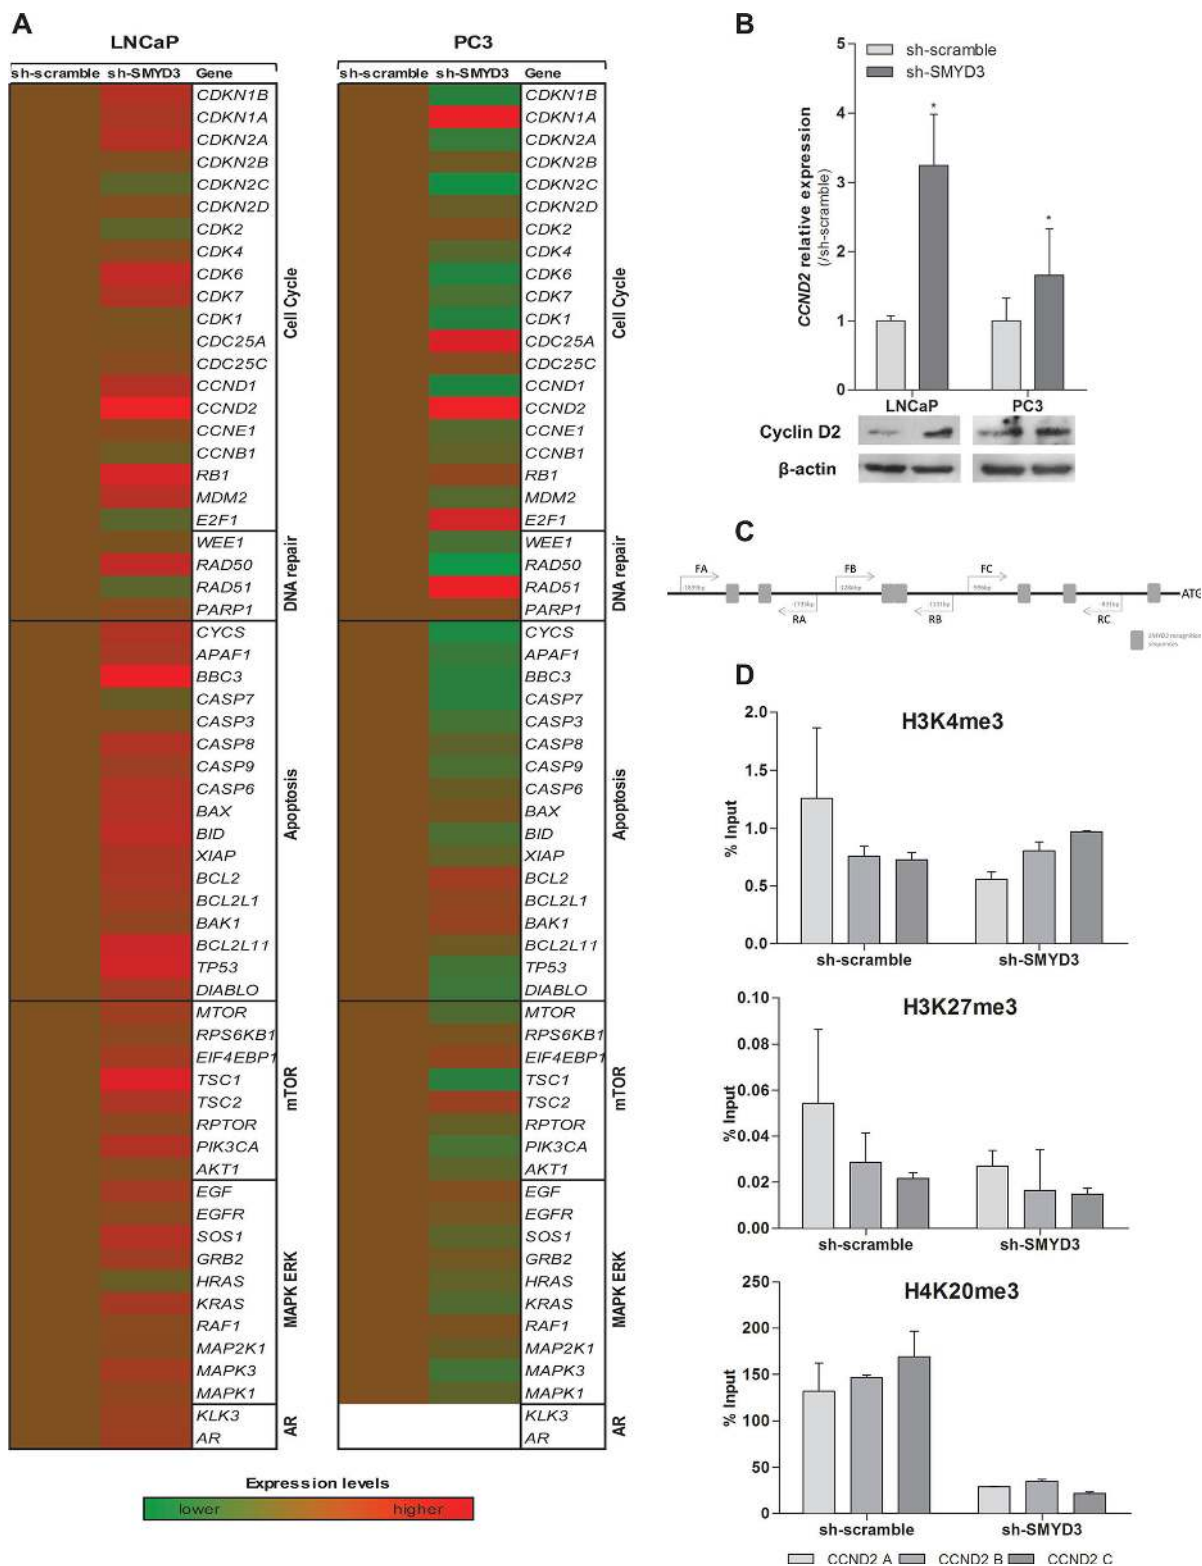 A
LNCaP
sh-scramble sh-SMYD3 Gene
CDKN1B
CDKN1A
CDKN2A
CDKN2B
CDKN2C
CDKN2D
CDK2
CDK4
CDK6
CDK7
CDK1
CDC25A
CDC25C
CCND1
CCND2
CCNE1
CCNB1
RB1
MDM2
E2F1
WEE1
RAD50
RAD51
PARP1
CYCS
APAF1
BBC3
CASP7
CASP3
CASP8
CASP9
CASP6
BAX
BID
XIAP
BCL2
BCL2L1
BAK1
BCL2L11
TP53
DIABLO
MTOR
RPS6KB1
EIF4EBP1
TSC1
TSC2
RPTOR
PIK3CA
AKT1
EGF
EGFR
SOS1
GRB2
HRAS
KRAS
RAF1
MAP2K1
MAPK3
MAPK1
KLK3
AR
Cell Cycle
DNA repair
Apoptosis
mTOR
MAPK ERK
AR
PC3
sh-scramble sh-SMYD3 Gene
CDKN1B
CDKN1A
CDKN2A
CDKN2B
CDKN2C
CDKN2D
CDK2
CDK4
CDK6
CDK7
CDK1
CDC25A
CDC25C
CCND1
CCND2
CCNE1
CCNB1
RB1
MDM2
E2F1
WEE1
RAD50
RAD51
PARP1
CYCS
APAF1
BBC3
CASP7
CASP3
CASP8
CASP9
CASP6
BAX
BID
XIAP
BCL2
BCL2L1
BAK1
BCL2L11
TP53
DIABLO
MTOR
RPS6KB1
EIF4EBP1
TSC1
TSC2
RPTOR
PIK3CA
AKT1
EGF
EGFR
SOS1
GRB2
HRAS
KRAS
RAF1
MAP2K1
MAPK3
MAPK1
KLK3
AR
Cell Cycle
DNA repair
Apoptosis
mTOR
MAPK ERK
AR
Expression levels
lower higher
B
sh-scramble
sh-SMYD3
CCND2 relative expression
(/sh-scramble)
5
4
3
2
1
0
*
*
LNCaP PC3
Cyclin D2
β-actin
C
FA FB FC
RA RB RC
ATG
D
H3K4me3
% Input
2.0
1.5
1.0
0.5
0.0
sh-scramble sh-SMYD3
H3K27me3
% Input
0.10
0.08
0.06
0.04
0.02
0.00
sh-scramble sh-SMYD3
H4K20me3
% Input
250
200
150
100
50
0
sh-scramble sh-SMYD3
CCND2 A CCND2 B CCND2 C